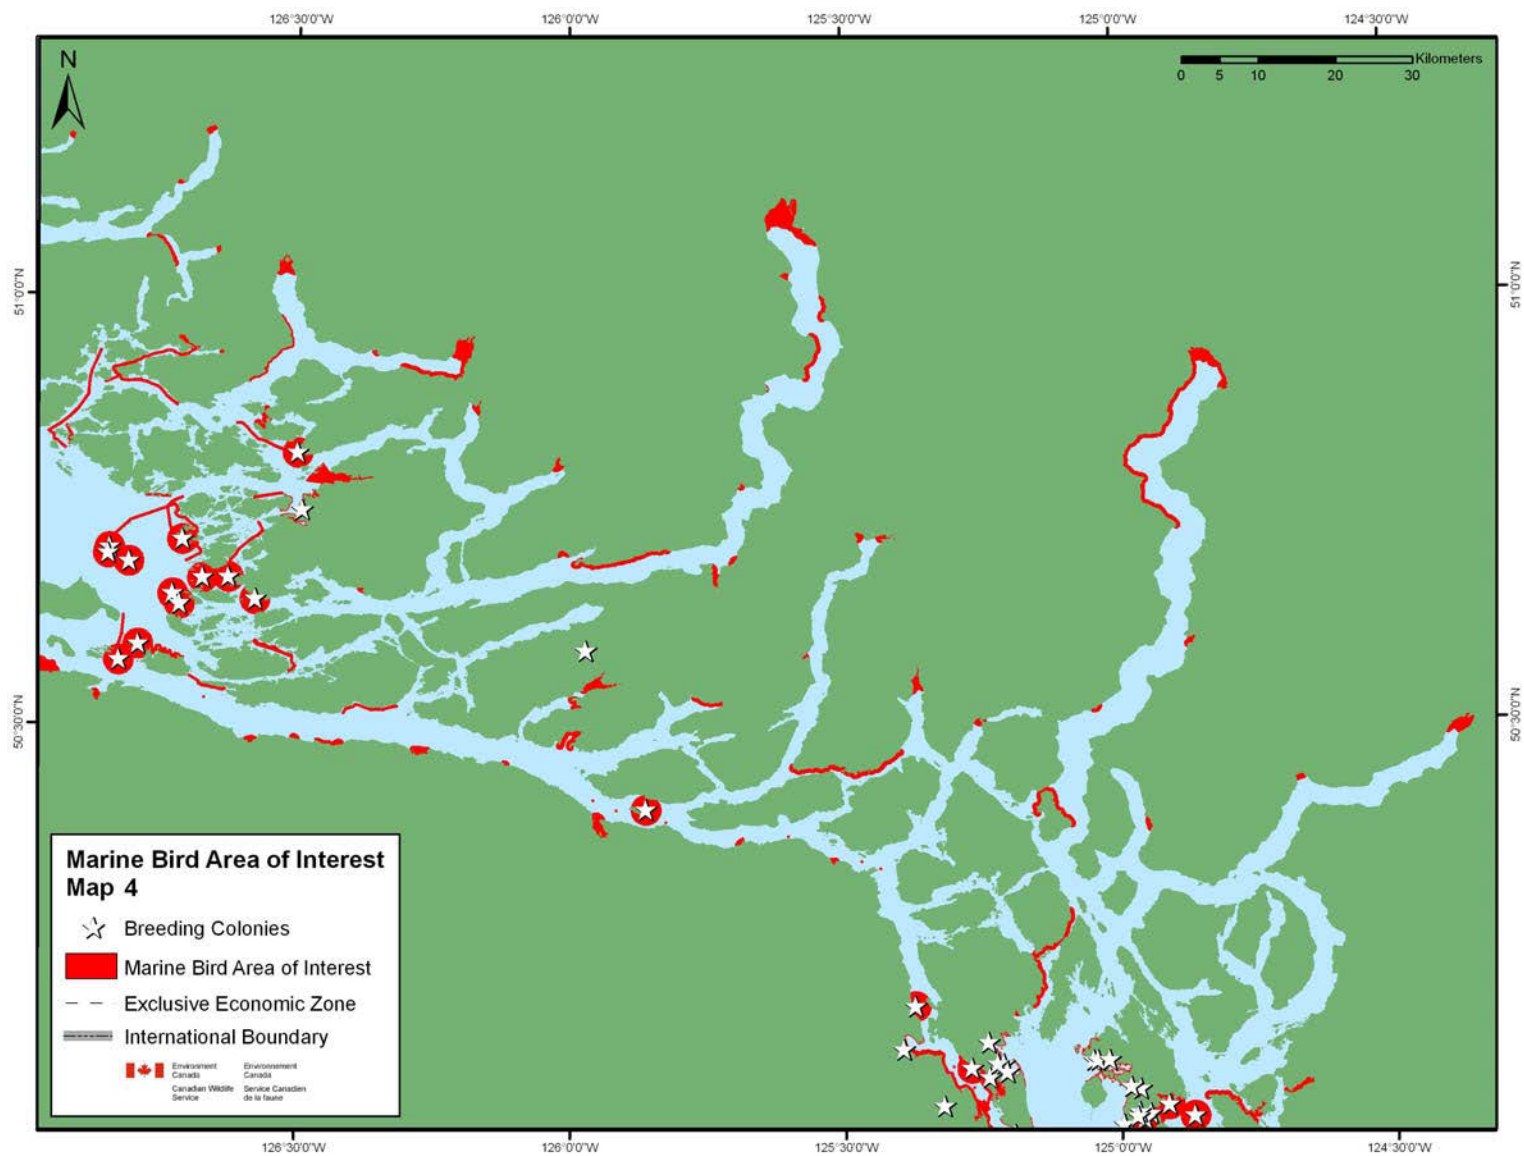 126°30'0"W 126°0'0"W 125°30'0"W 125°0'0"W 124°30'0"W
N
Kilometers
0 5 10 20 30
51°0'0"N 51°0'0"N
50°30'0"N 50°30'0"N
Marine Bird Area of Interest
Map 4
Breeding Colonies
Marine Bird Area of Interest
Exclusive Economic Zone
International Boundary
Environment Environnement
Canada Canada
Canadian Wildlife Service Canadien
Service de la faune
126°30'0"W 126°0'0"W 125°30'0"W 125°0'0"W 124°30'0"W